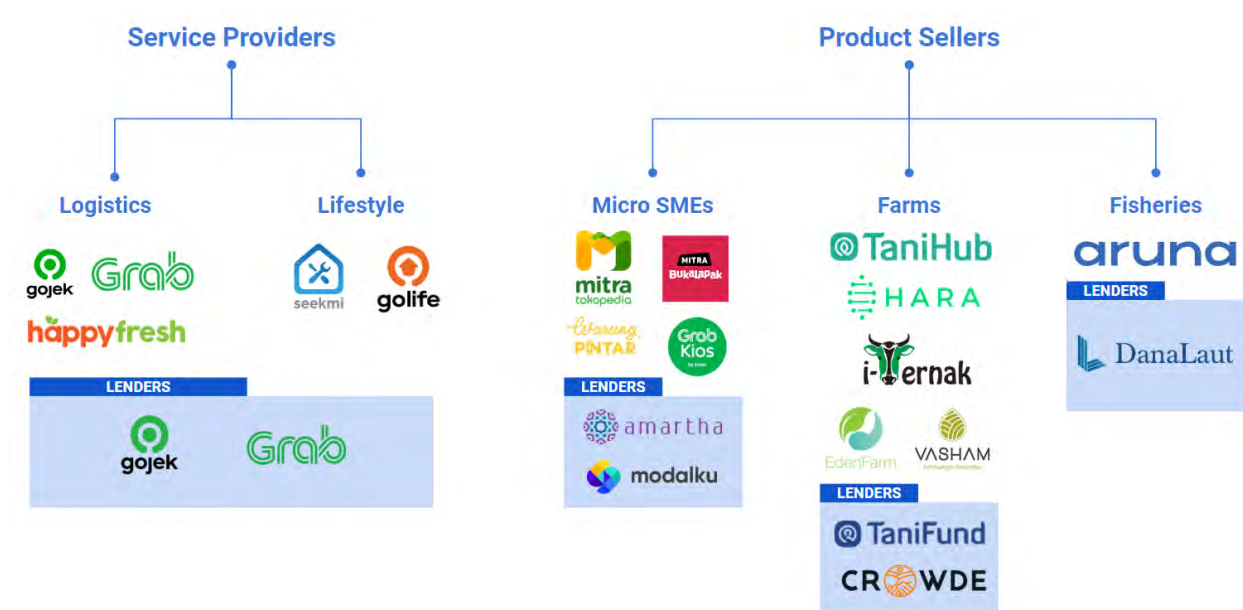 Service Providers
Product Sellers
Logistics
Lifestyle
Micro SMEs
Farms
Fisheries
gojek
Grab
happyfresh
seekmi
golife
mitra
tokopedia
MITRA
BUKALAPAK
Warung
PINTAR
Grab
Kios
TaniHub
HARA
i-Ternak
EdenFarm
VASHAM
aruna
LENDERS
gojek
Grab
LENDERS
amartha
modalku
LENDERS
TaniFund
CROWDE
LENDERS
DanaLaut